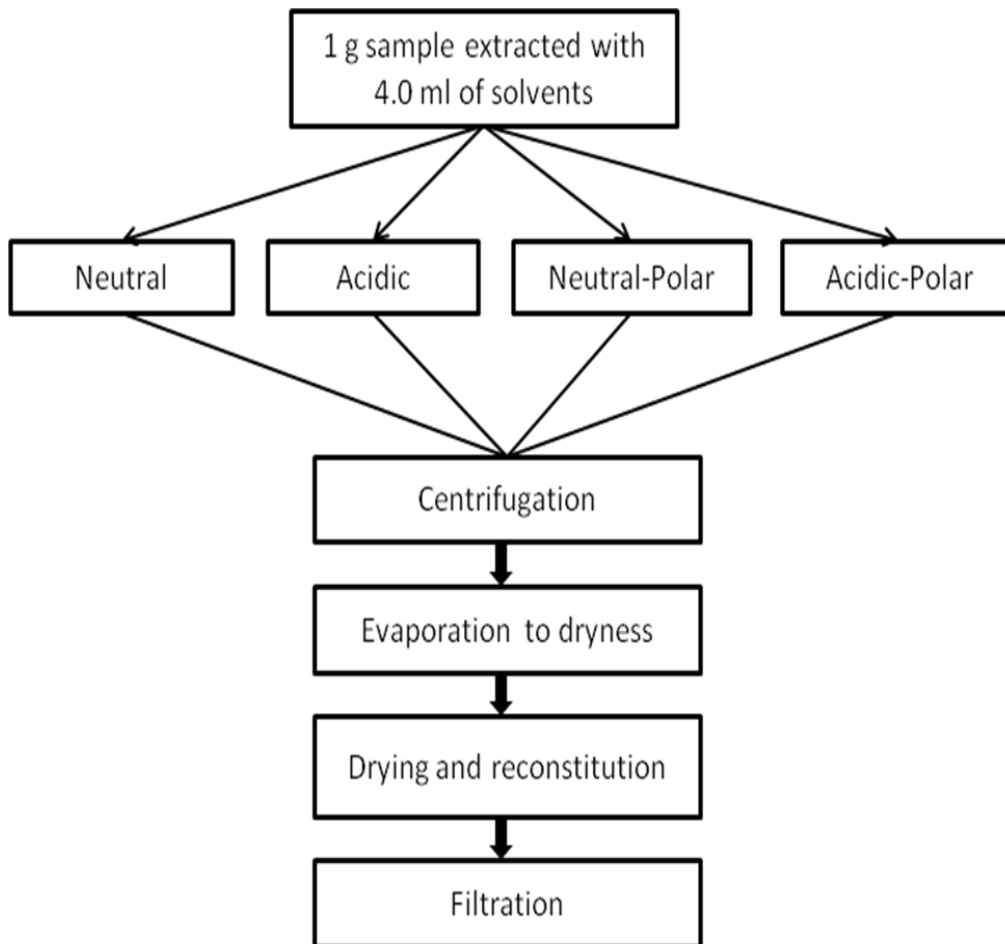 1 g sample extracted with
4.0 ml of solvents
Neutral
Acidic
Neutral-Polar
Acidic-Polar
Centrifugation
Evaporation to dryness
Drying and reconstitution
Filtration